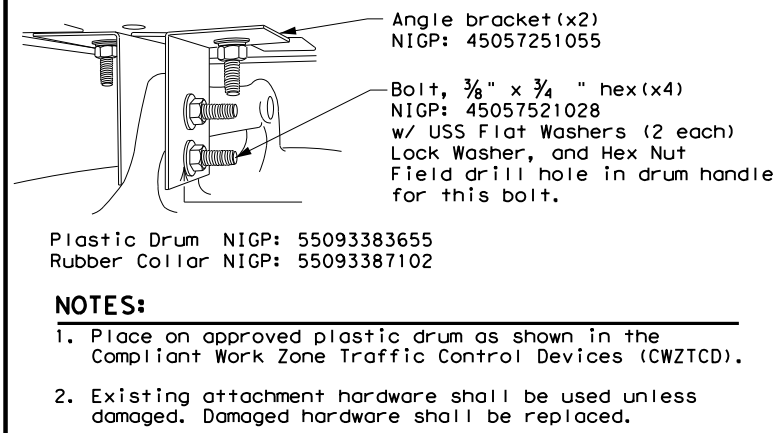 Angle bracket(x2)
NIGP: 45057251055
Bolt, ⅜" x ¾ " hex(x4)
NIGP: 45057521028
w/ USS Flat Washers (2 each)
Lock Washer, and Hex Nut
Field drill hole in drum handle
for this bolt.
Plastic Drum NIGP: 55093383655
Rubber Collar NIGP: 55093387102
NOTES:
1. Place on approved plastic drum as shown in the
Compliant Work Zone Traffic Control Devices (CWZTCD).
2. Existing attachment hardware shall be used unless
damaged. Damaged hardware shall be replaced.